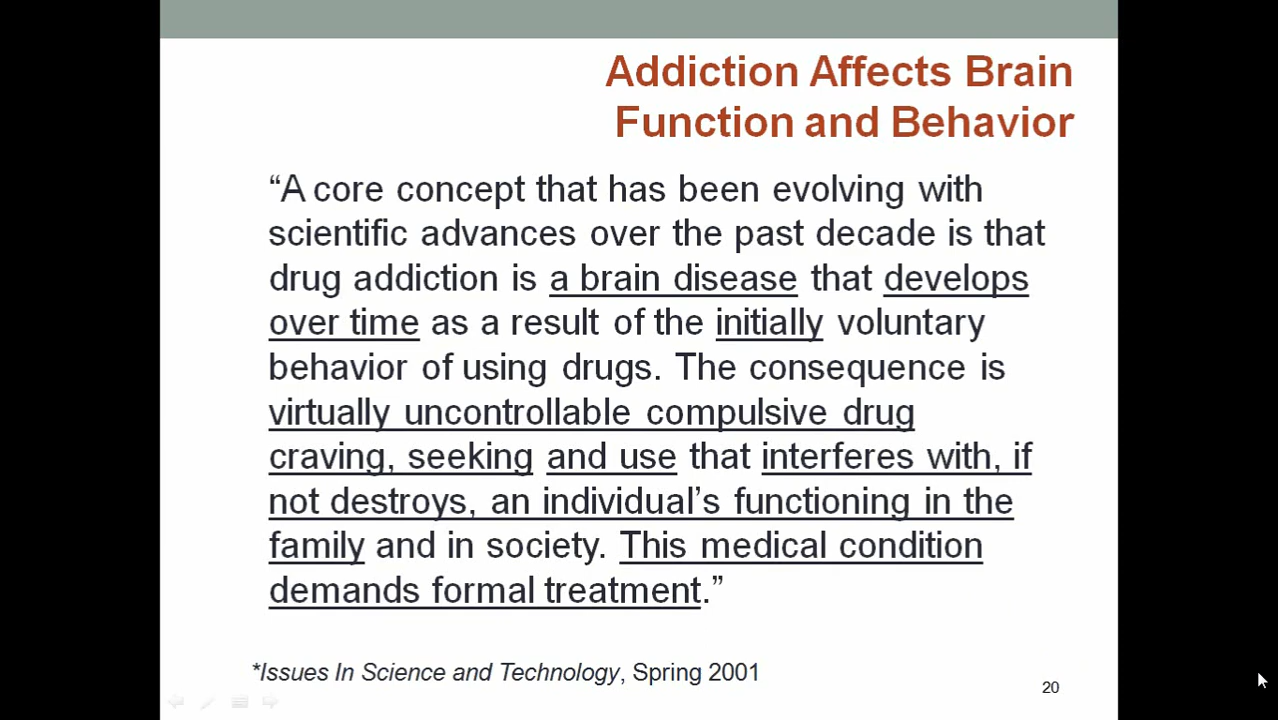 Addiction Affects Brain
Function and Behavior
“A core concept that has been evolving with
scientific advances over the past decade is that
drug addiction is a brain disease that develops
over time as a result of the initially voluntary
behavior of using drugs. The consequence is
virtually uncontrollable compulsive drug
craving, seeking and use that interferes with, if
not destroys, an individual’s functioning in the
family and in society. This medical condition
demands formal treatment.”
*Issues In Science and Technology, Spring 2001
20